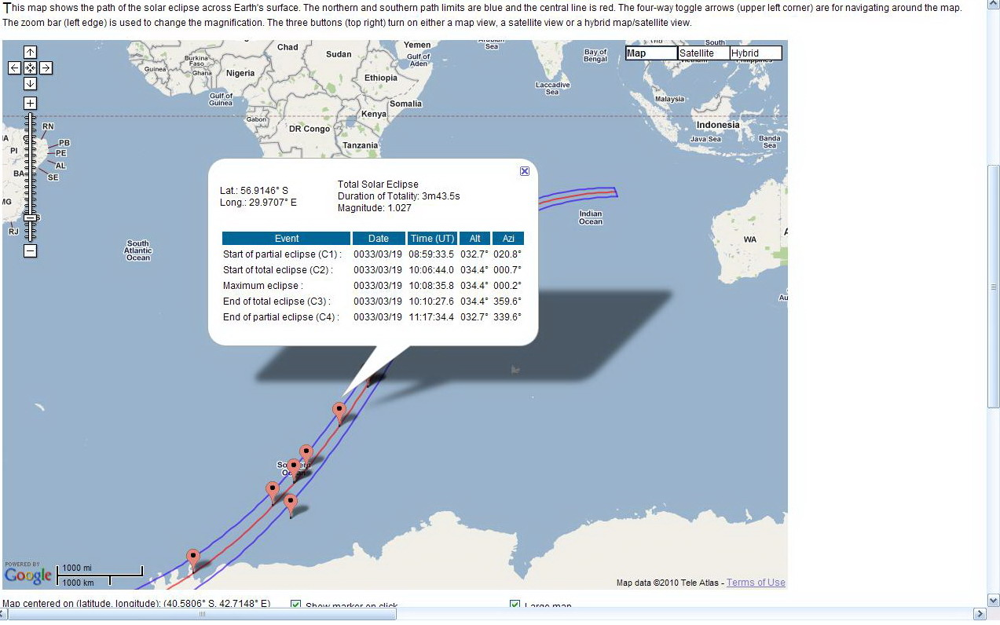 This map shows the path of the solar eclipse across Earth's surface. The northern and southern path limits are blue and the central line is red. The four-way toggle arrows (upper left corner) are for navigating around the map.
The zoom bar (left edge) is used to change the magnification. The three buttons (top right) turn on either a map view, a satellite view or a hybrid map/satellite view.
Map Satellite Hybrid
Chad
Sudan
Yemen
Gulf of
Aden
Arabian
Sea
Bay of
Bengal
South
Vietnam
Philippines
Guinea
Burkina
Faso
Ghana
Nigeria
Ethiopia
Somalia
Laccadive
Sea
Malaysia
Gulf of
Guinea
Gabon
DR Congo
Kenya
Tanzania
Indonesia
Java Sea
Banda
Sea
RN
PB
PE
AL
SE
PI
BA
MG
RJ
South
Atlantic
Ocean
Indian
Ocean
WA
Lat.: 56.9146° S
Long.: 29.9707° E
Total Solar Eclipse
Duration of Totality: 3m43.5s
Magnitude: 1.027
Event Date Time (UT) Alt Azi
Start of partial eclipse (C1) : 0033/03/19 08:59:33.5 032.7° 020.8°
Start of total eclipse (C2) : 0033/03/19 10:06:44.0 034.4° 000.7°
Maximum eclipse : 0033/03/19 10:08:35.8 034.4° 000.2°
End of total eclipse (C3) : 0033/03/19 10:10:27.6 034.4° 359.6°
End of partial eclipse (C4) : 0033/03/19 11:17:34.4 032.7° 339.6°
Southern
Ocean
POWERED BY
Google
1000 mi
1000 km
Map data ©2010 Tele Atlas - Terms of Use
Map centered on (latitude, longitude): (40.5806° S, 42.7148° E)
Show marker on click
Large map